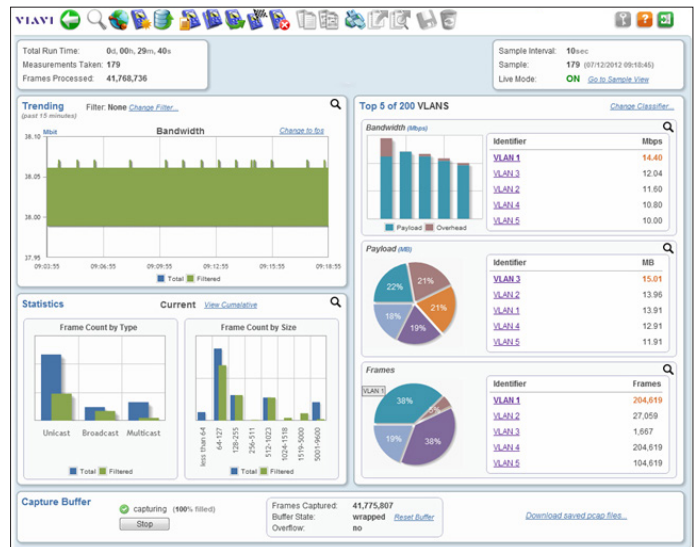 VIAVI
Total Run Time: 0d, 00h, 29m, 40s
Measurements Taken: 179
Frames Processed: 41,768,736
Sample Interval: 10sec
Sample: 179 (07/12/2012 09:18:45)
Live Mode: ON Go to Sample View
Trending Filter: None Change Filter...
(past 15 minutes)
Mbit Bandwidth Change to fps
38.10
38.05
38.00
37.95
09:03:55 09:06:55 09:09:55 09:12:55 09:15:55 09:18:55
Total Filtered
Top 5 of 200 VLANS Change Classifier...
Bandwidth (Mbps)
Payload Overhead
Identifier Mbps
VLAN 1 14.40
VLAN 3 12.04
VLAN 2 11.60
VLAN 4 10.80
VLAN 5 10.00
Payload (MB)
22% 21%
21%
18%
19%
Identifier MB
VLAN 3 15.01
VLAN 2 13.96
VLAN 1 13.91
VLAN 4 12.91
VLAN 5 11.91
Frames
VLAN 1
38%
19% 38%
Identifier Frames
VLAN 1 204,619
VLAN 2 27,059
VLAN 3 1,667
VLAN 4 204,619
VLAN 5 104,619
Statistics Current View Cumulative
Frame Count by Type
Unicast Broadcast Multicast
Total Filtered
Frame Count by Size
less than 64
64-127
128-255
256-511
512-1023
1024-1518
1519-5000
5001-9600
Total Filtered
Capture Buffer
capturing (100% filled)
Stop
Frames Captured: 41,775,807
Buffer State: wrapped Reset Buffer
Overflow: no
Download saved pcap files...